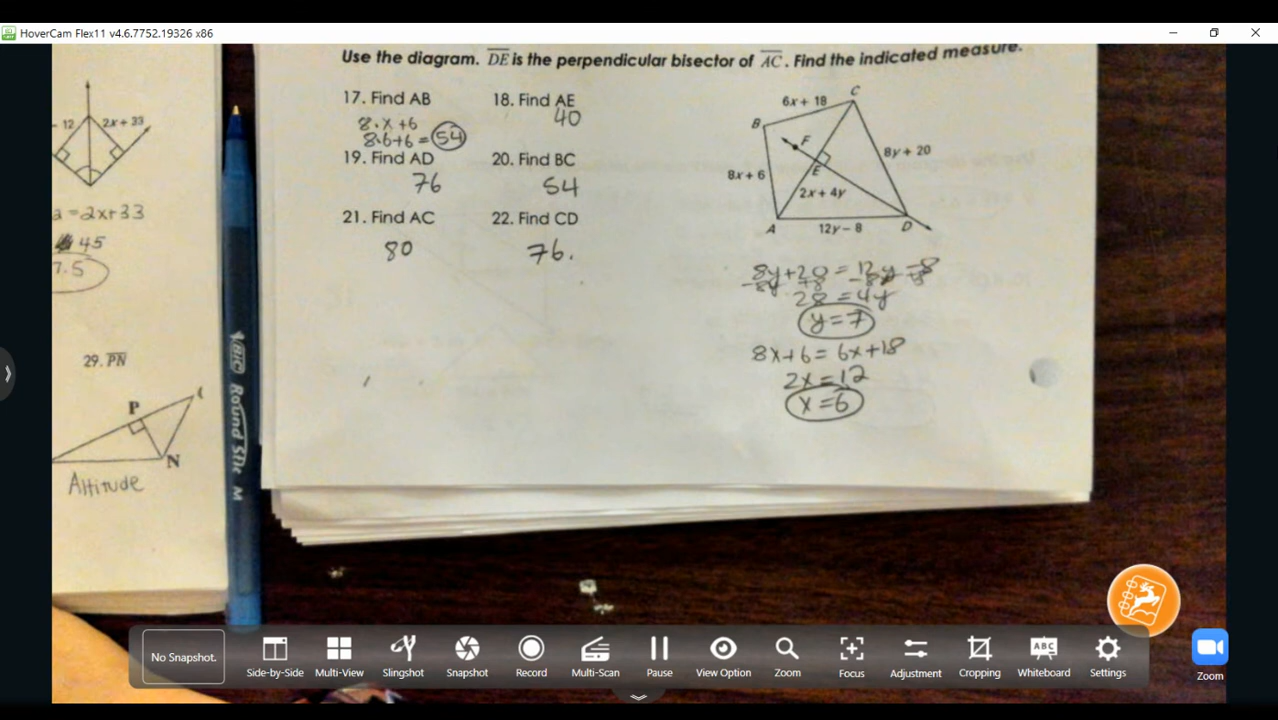 HoverCam Flex11 v4.6.7752.19326 x86
Use the diagram. DE is the perpendicular bisector of AC. Find the indicated measure.
17. Find AB
8·x+6
8·6+6=54
18. Find AE
40
19. Find AD
76
20. Find BC
54
21. Find AC
80
22. Find CD
76.
C
6x + 18
B
F
8y + 20
E
8x + 6
2x + 4y
A
12y - 8
D
8y+20 = 12y -8
-8y +8 -8y +8
28 = 4y
y=7
8x+6 = 6x+18
2x=12
x=6
- 12
2x + 33
a = 2x+33
45
7.5
29. PN
P
N
Altitude
BIC Round Stic M
No Snapshot.
Side-by-Side
Multi-View
Slingshot
Snapshot
Record
Multi-Scan
Pause
View Option
Zoom
Focus
Adjustment
Cropping
ABC
Whiteboard
Settings
Zoom